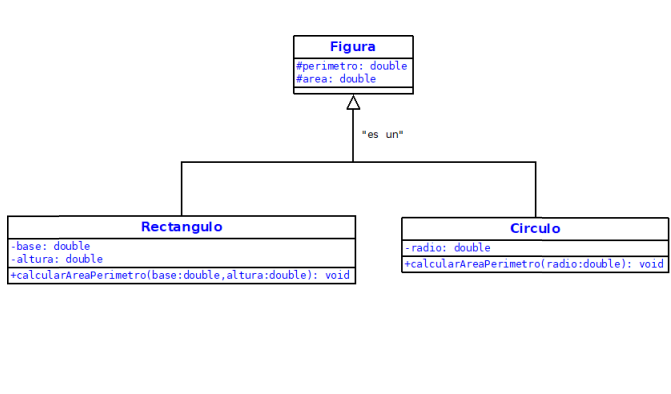 Figura
#perimetro: double
#area: double
"es un"
Rectangulo
-base: double
-altura: double
+calcularAreaPerimetro(base:double,altura:double): void
Circulo
-radio: double
+calcularAreaPerimetro(radio:double): void